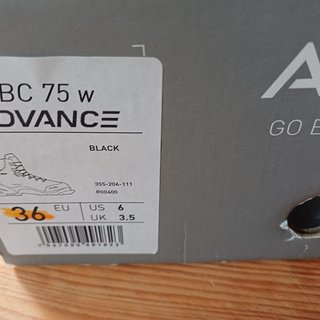 BC 75 W
DVANCE
BLACK
355-206-111
R00400
36 EU US 6
UK 3.5
A
GO B